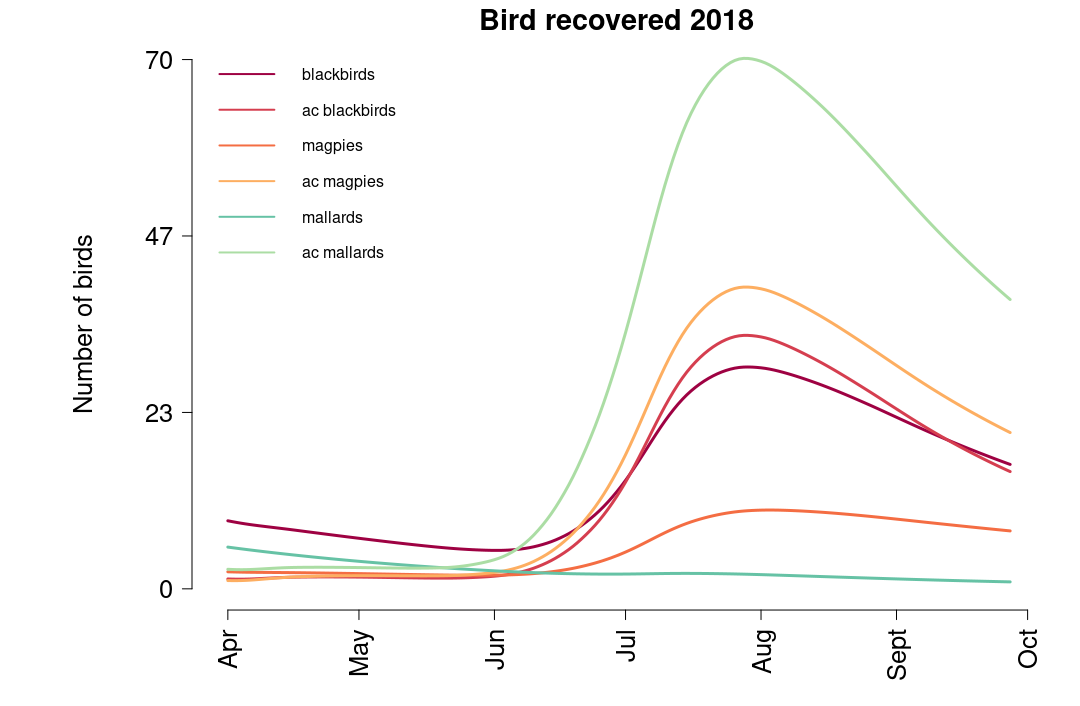 Bird recovered 2018
70
47
23
0
Number of birds
blackbirds
ac blackbirds
magpies
ac magpies
mallards
ac mallards
Apr
May
Jun
Jul
Aug
Sept
Oct